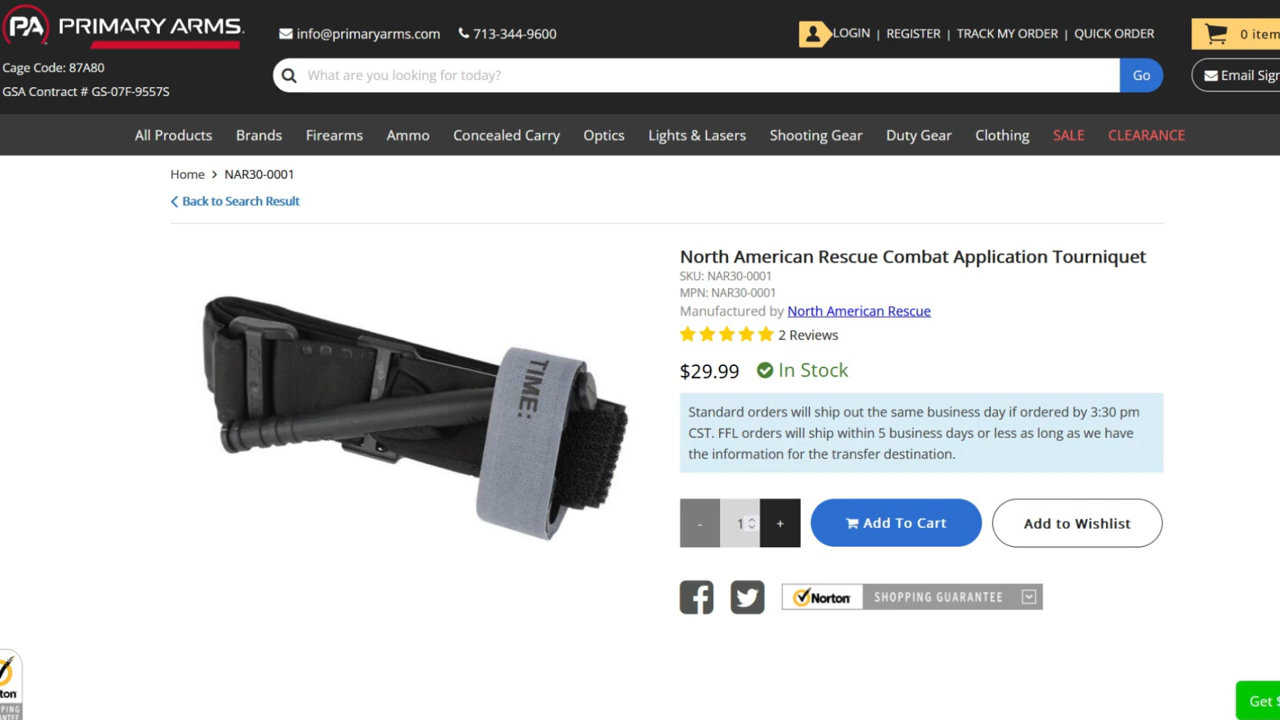 PA PRIMARY ARMS.
info@primaryarms.com
713-344-9600
LOGIN | REGISTER | TRACK MY ORDER | QUICK ORDER
0 item
Cage Code: 87A80
GSA Contract # GS-07F-9557S
What are you looking for today?
Go
Email Sig
All Products Brands Firearms Ammo Concealed Carry Optics Lights & Lasers Shooting Gear Duty Gear Clothing SALE CLEARANCE
Home > NAR30-0001
Back to Search Result
TIME:
North American Rescue Combat Application Tourniquet
SKU: NAR30-0001
MPN: NAR30-0001
Manufactured by North American Rescue
2 Reviews
$29.99 In Stock
Standard orders will ship out the same business day if ordered by 3:30 pm
CST. FFL orders will ship within 5 business days or less as long as we have
the information for the transfer destination.
- 1 + Add To Cart Add to Wishlist
Norton SHOPPING GUARANTEE
Get $